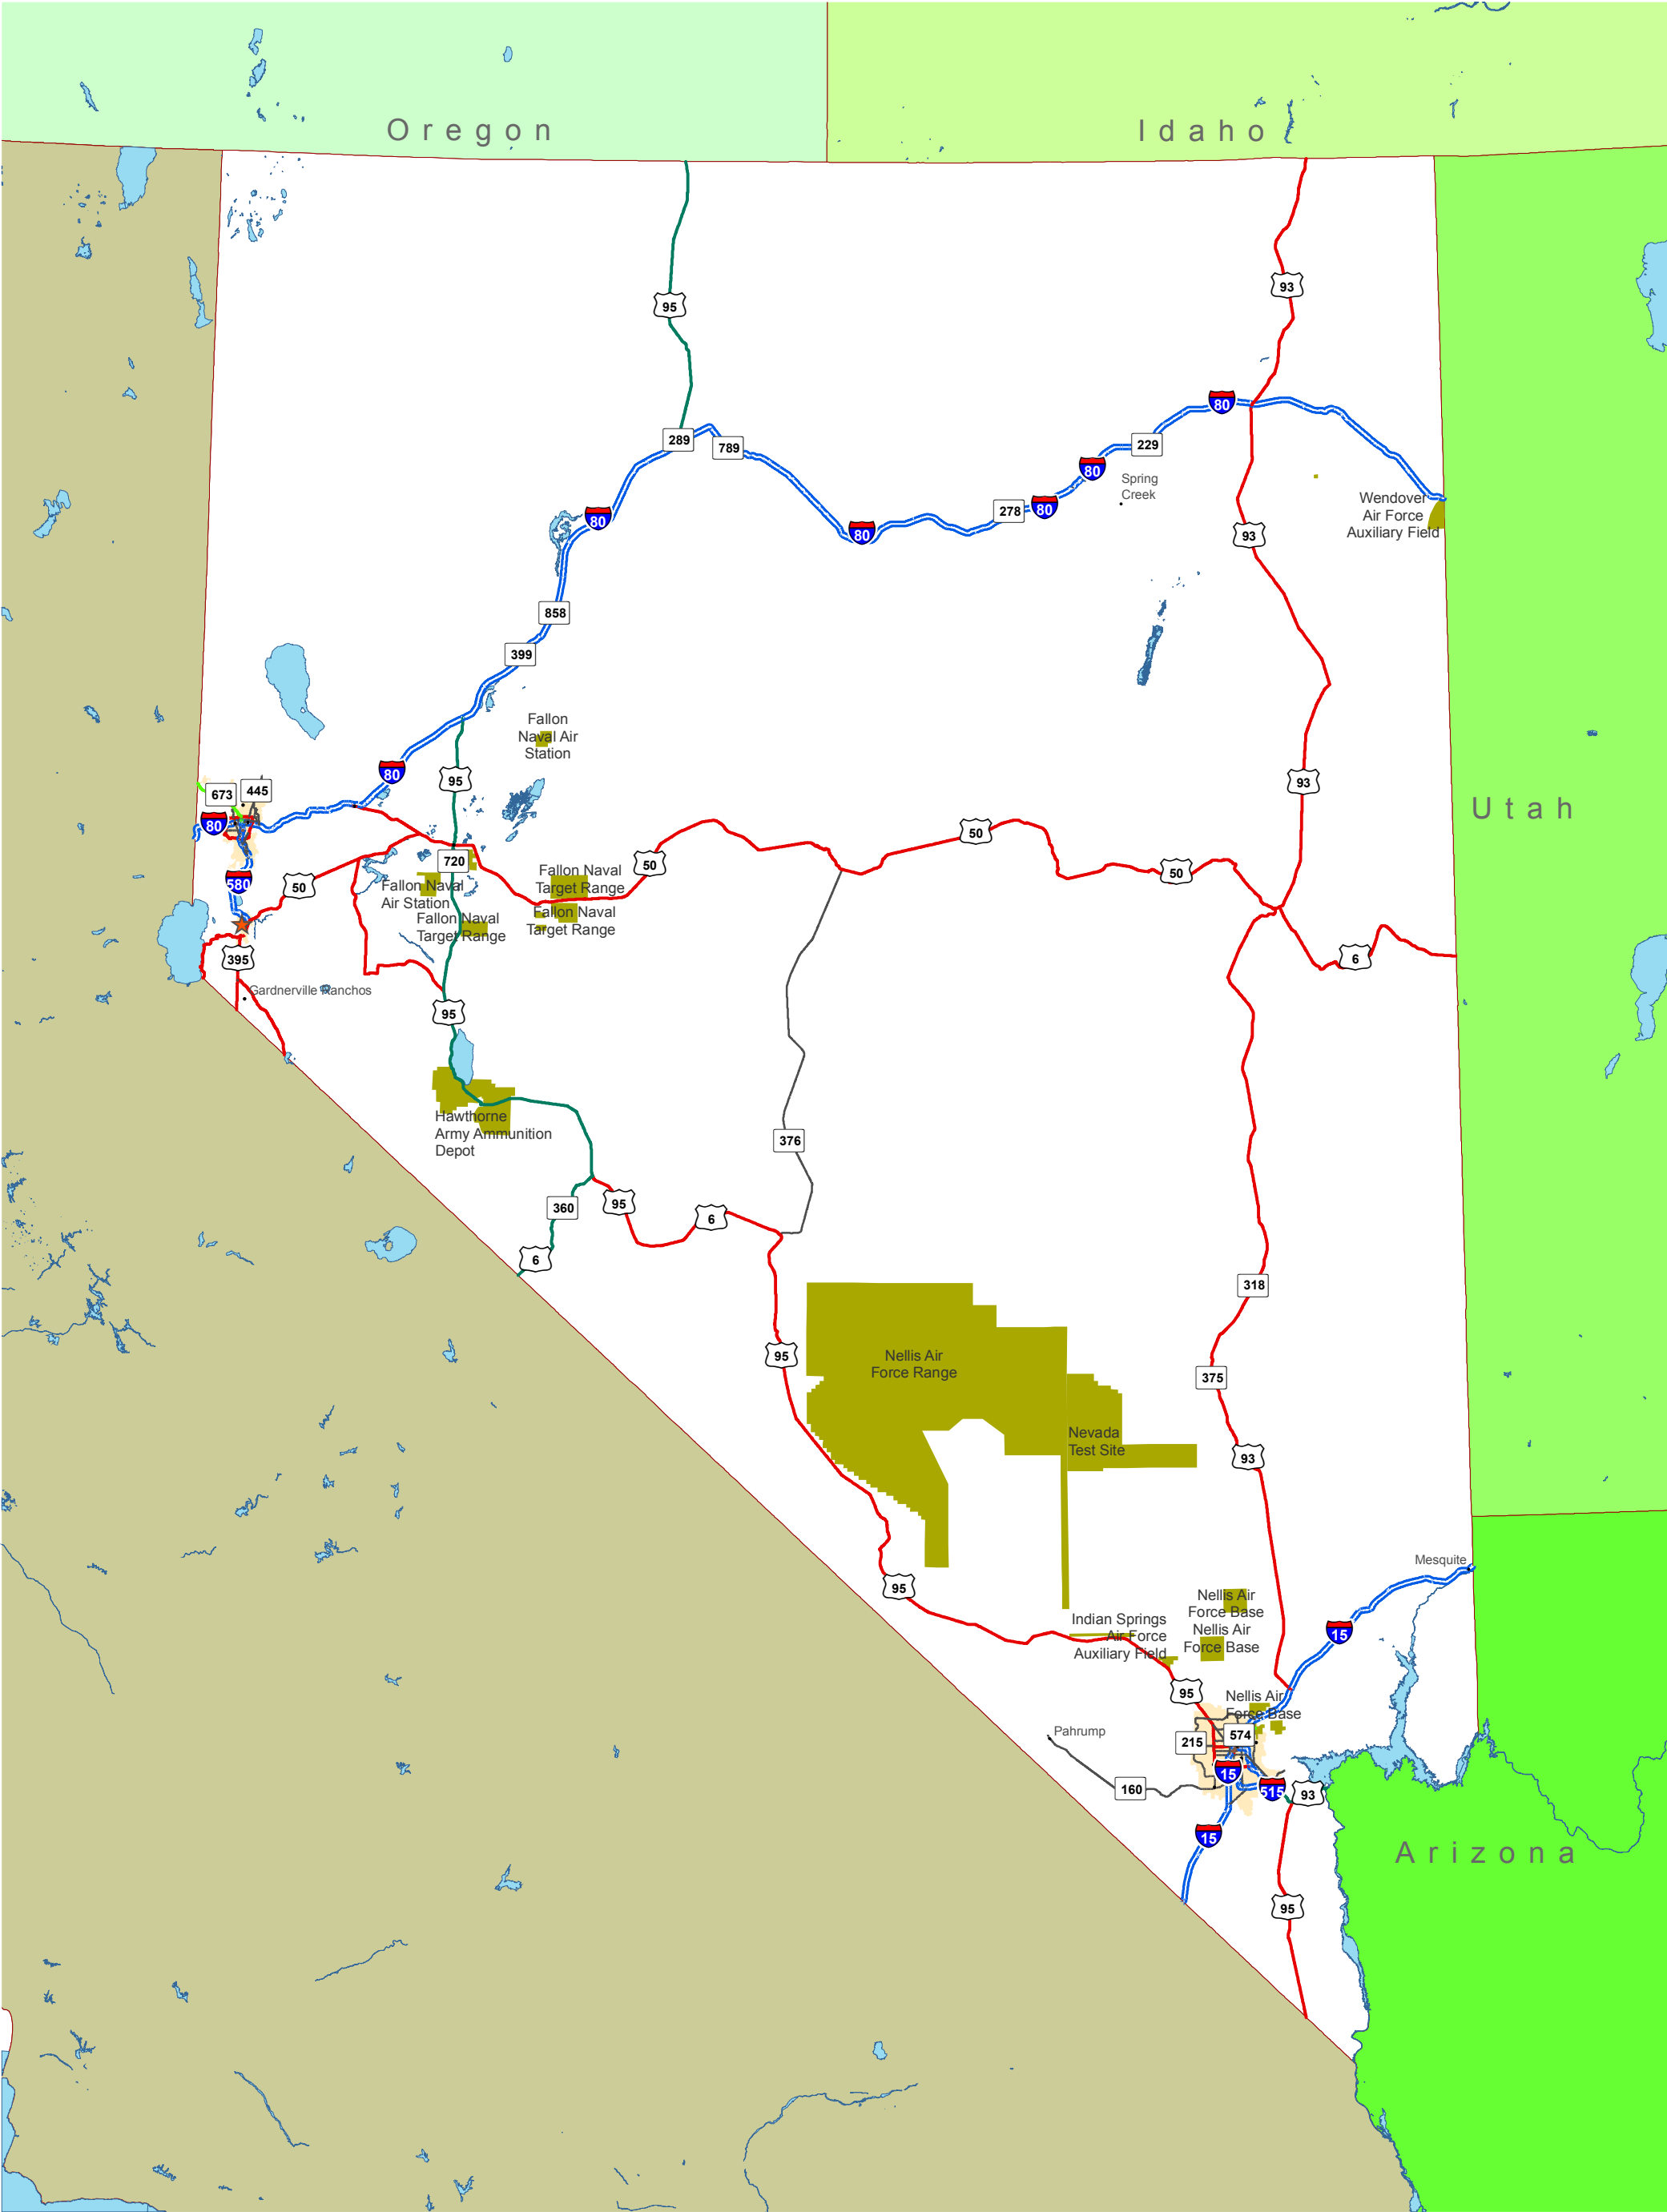 Oregon
Idaho
93
95
80
289
229
789
80
Spring
Creek
Wendover
Air Force
Auxiliary Field
278
80
80
80
93
858
399
Fallon
Naval Air
Station
80
95
93
673
445
Utah
80
50
720
50
50
Fallon Naval
Target Range
580
50
Fallon Naval
Air Station
Fallon Naval
Target Range
Fallon Naval
Target Range
395
6
Gardnerville Ranchos
95
Hawthorne
Army Ammunition
Depot
376
360
95
6
6
318
95
Nellis Air
Force Range
375
Nevada
Test Site
93
Mesquite
95
Nellis Air
Force Base
Indian Springs
Air Force
Auxiliary Field
Nellis Air
Force Base
15
95
Nellis Air
Force Base
Pahrump
215
574
15
160
515
93
15
Arizona
95